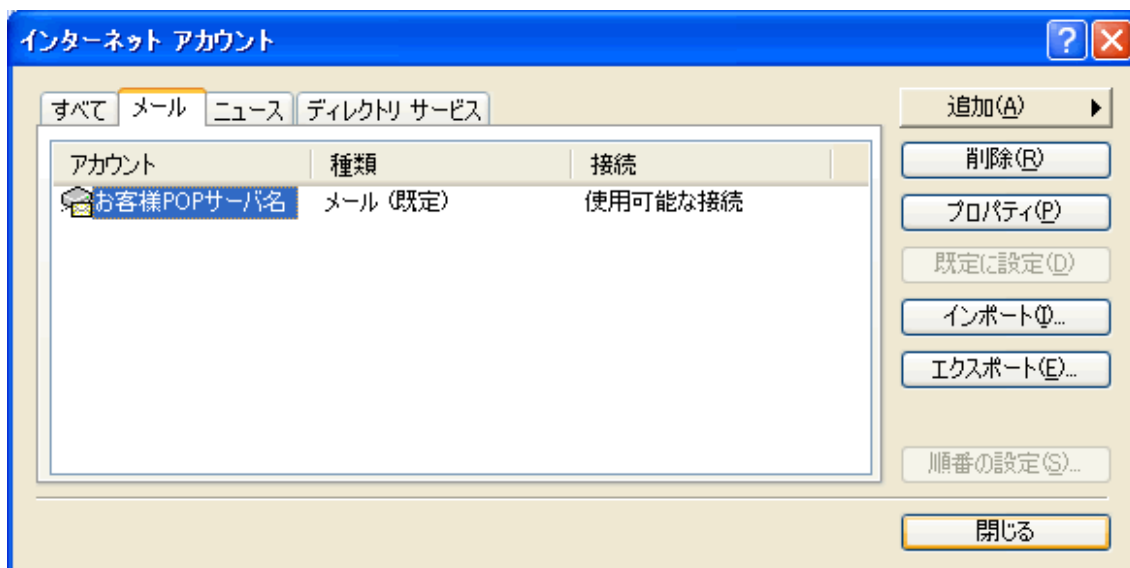 インターネット アカウント
すべて メール ニュース ディレクトリ サービス
追加(A)
アカウント 種類 接続
削除(R)
お客様POPサーバ名 メール (既定) 使用可能な接続
プロパティ(P)
既定に設定(D)
インポート(I)...
エクスポート(E)...
順番の設定(S)...
閉じる